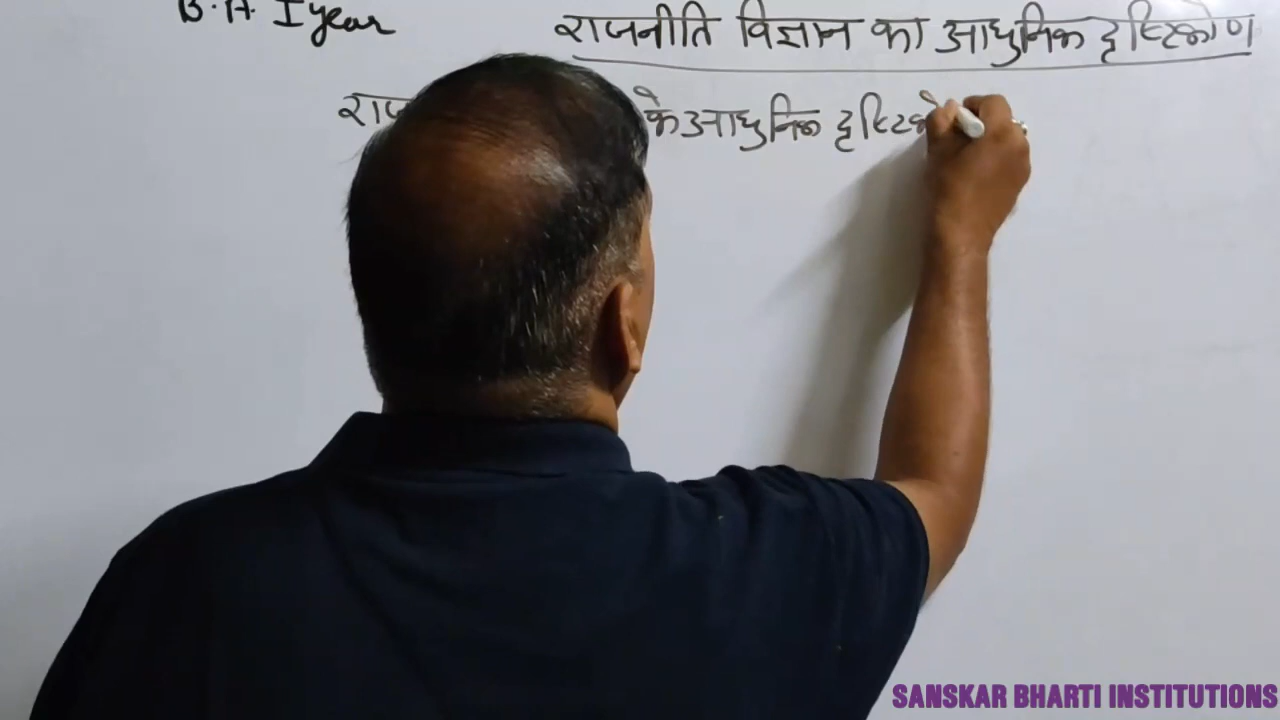 B.A I year
राजनीति विज्ञान का आधुनिक दृष्टिकोण
के आधुनिक
SANSKAR BHARTI INSTITUTIONS